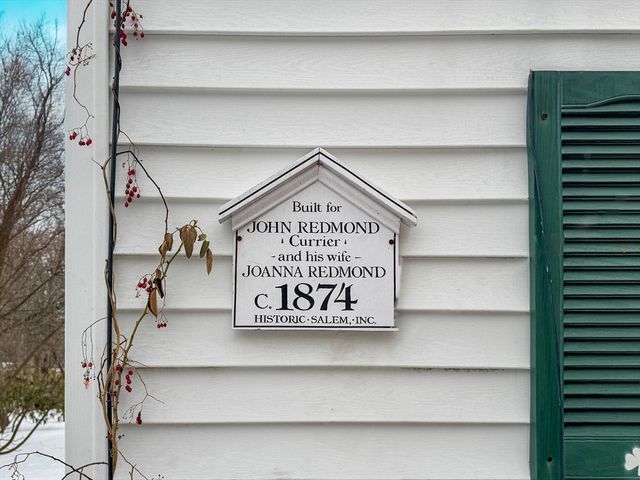 Built for
JOHN REDMOND
· Currier ·
- and his wife -
JOANNA REDMOND
C. 1874
HISTORIC · SALEM, · INC.